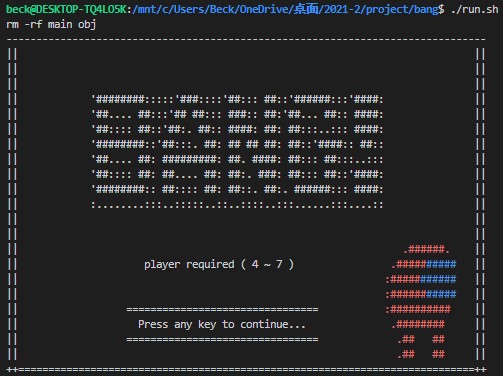 beck@DESKTOP-TQ4LO5K:/mnt/c/Users/Beck/OneDrive/桌面/2021-2/project/bang$ ./run.sh
rm -rf main obj
BANG!
player required ( 4 ~ 7 )
Press any key to continue...